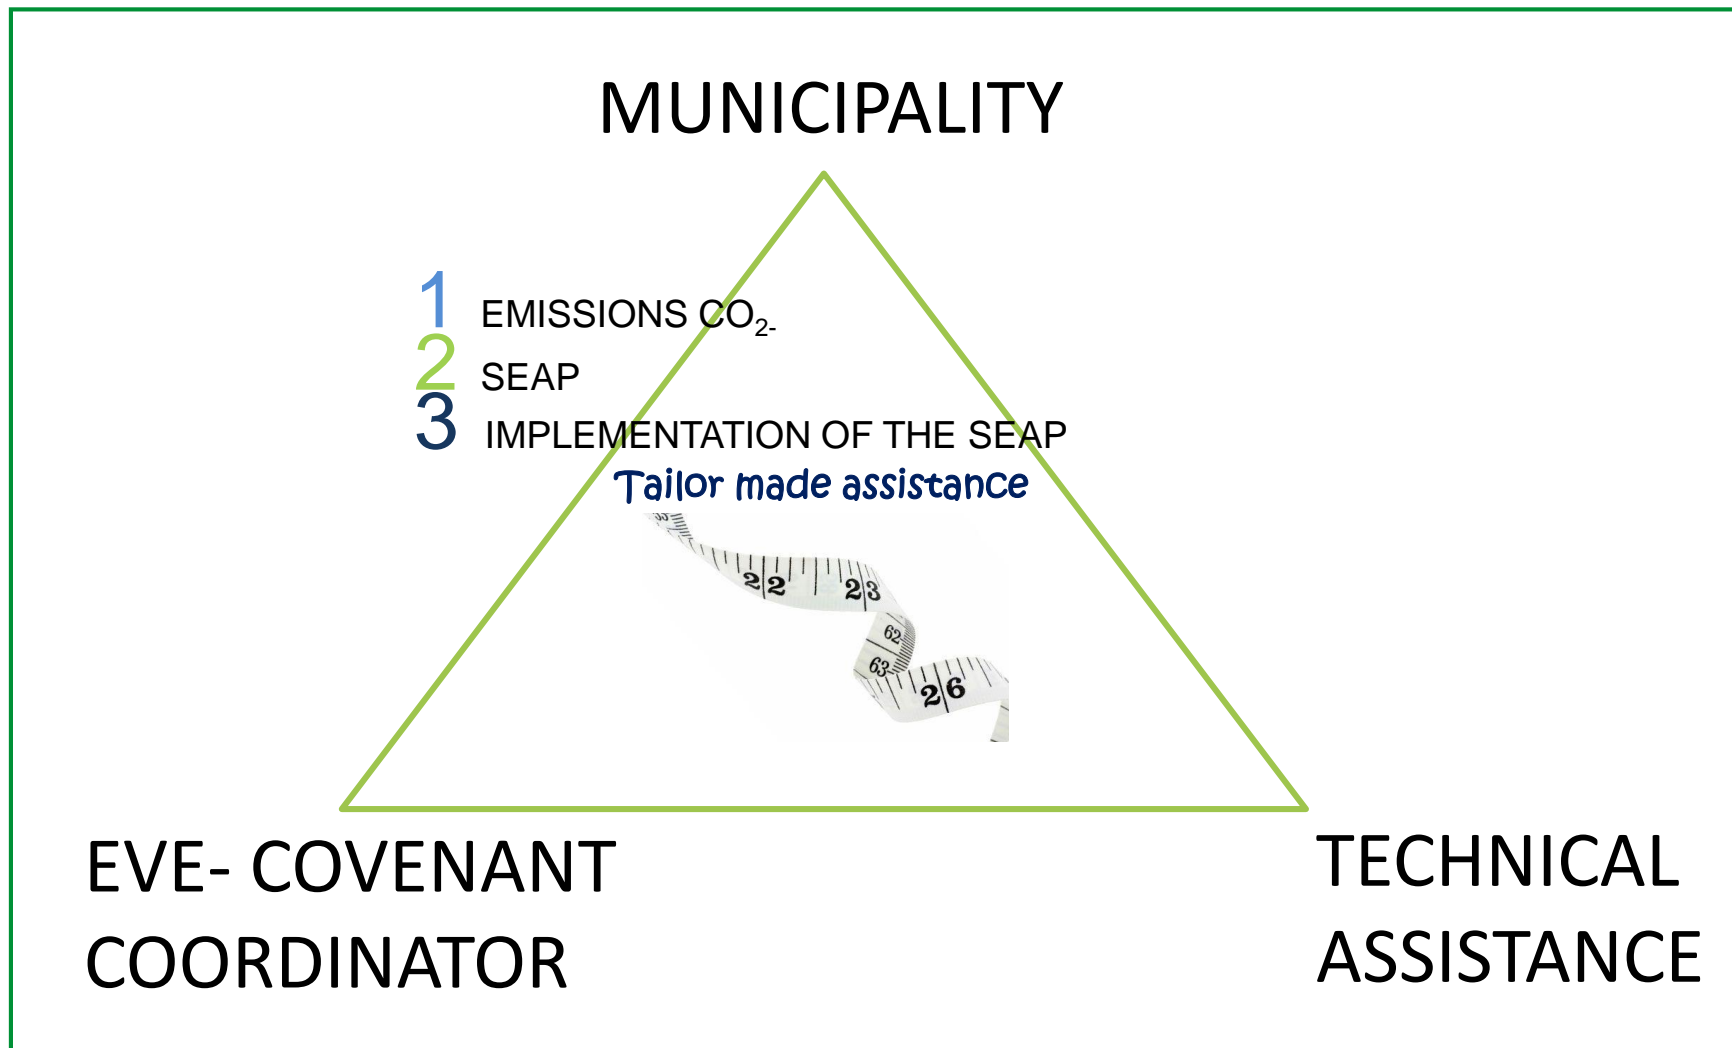 MUNICIPALITY
1 EMISSIONS CO₂-
2 SEAP
3 IMPLEMENTATION OF THE SEAP
Tailor made assistance
22 23
62
63
26
EVE- COVENANT
COORDINATOR
TECHNICAL
ASSISTANCE